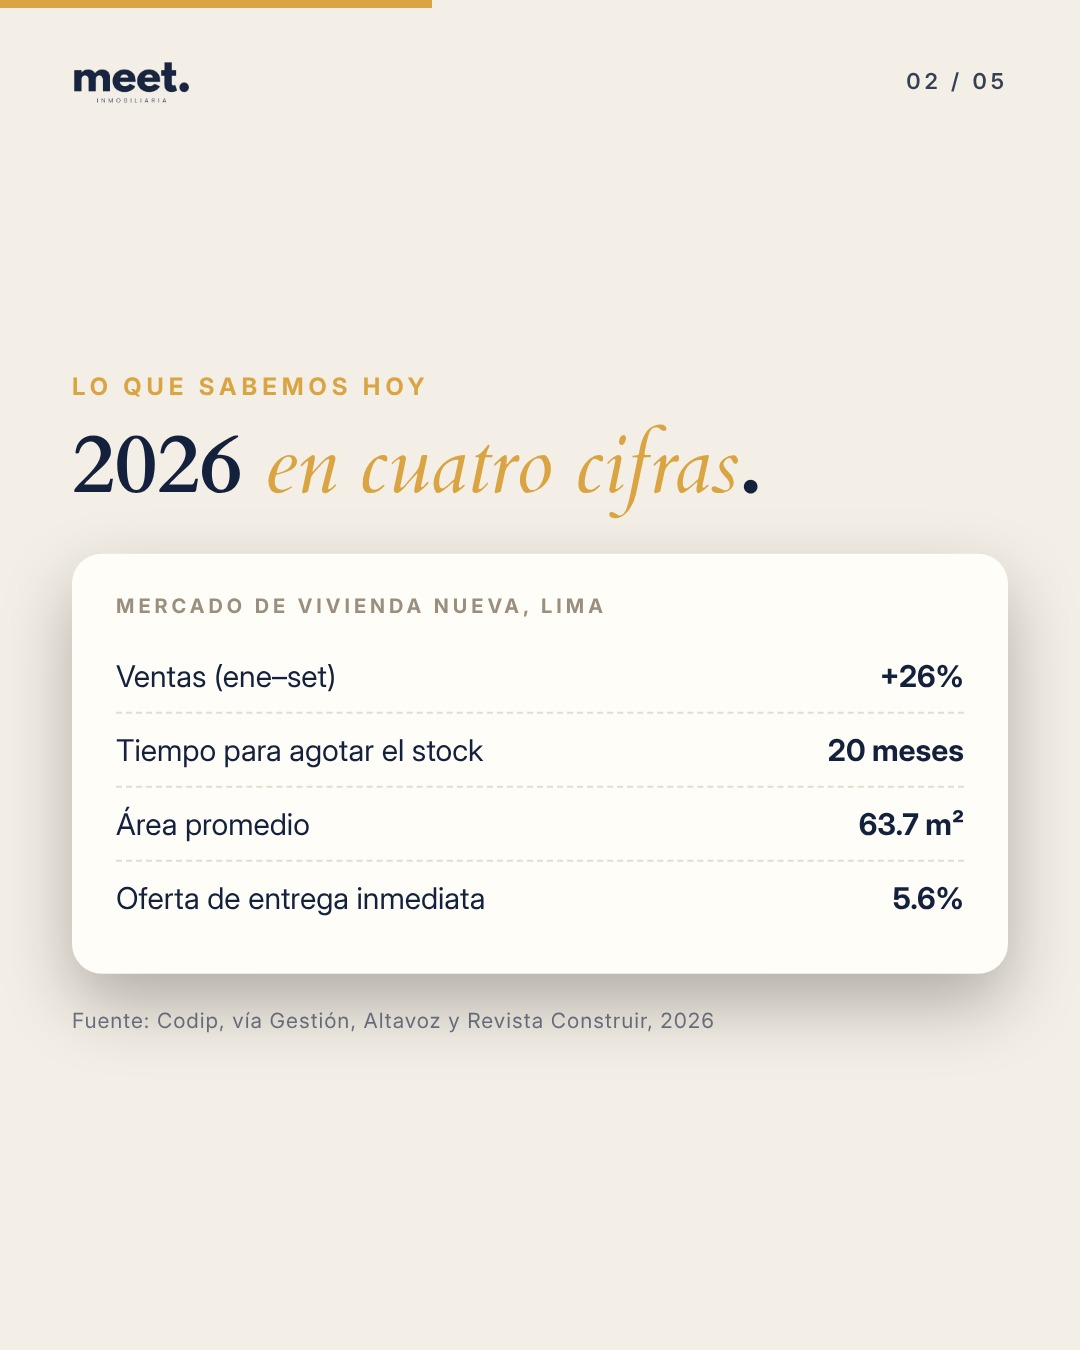 meet.
INMOBILIARIA
02 / 05
LO QUE SABEMOS HOY
2026 en cuatro cifras.
MERCADO DE VIVIENDA NUEVA, LIMA
Ventas (ene–set) +26%
Tiempo para agotar el stock 20 meses
Área promedio 63.7 m²
Oferta de entrega inmediata 5.6%
Fuente: Codip, vía Gestión, Altavoz y Revista Construir, 2026